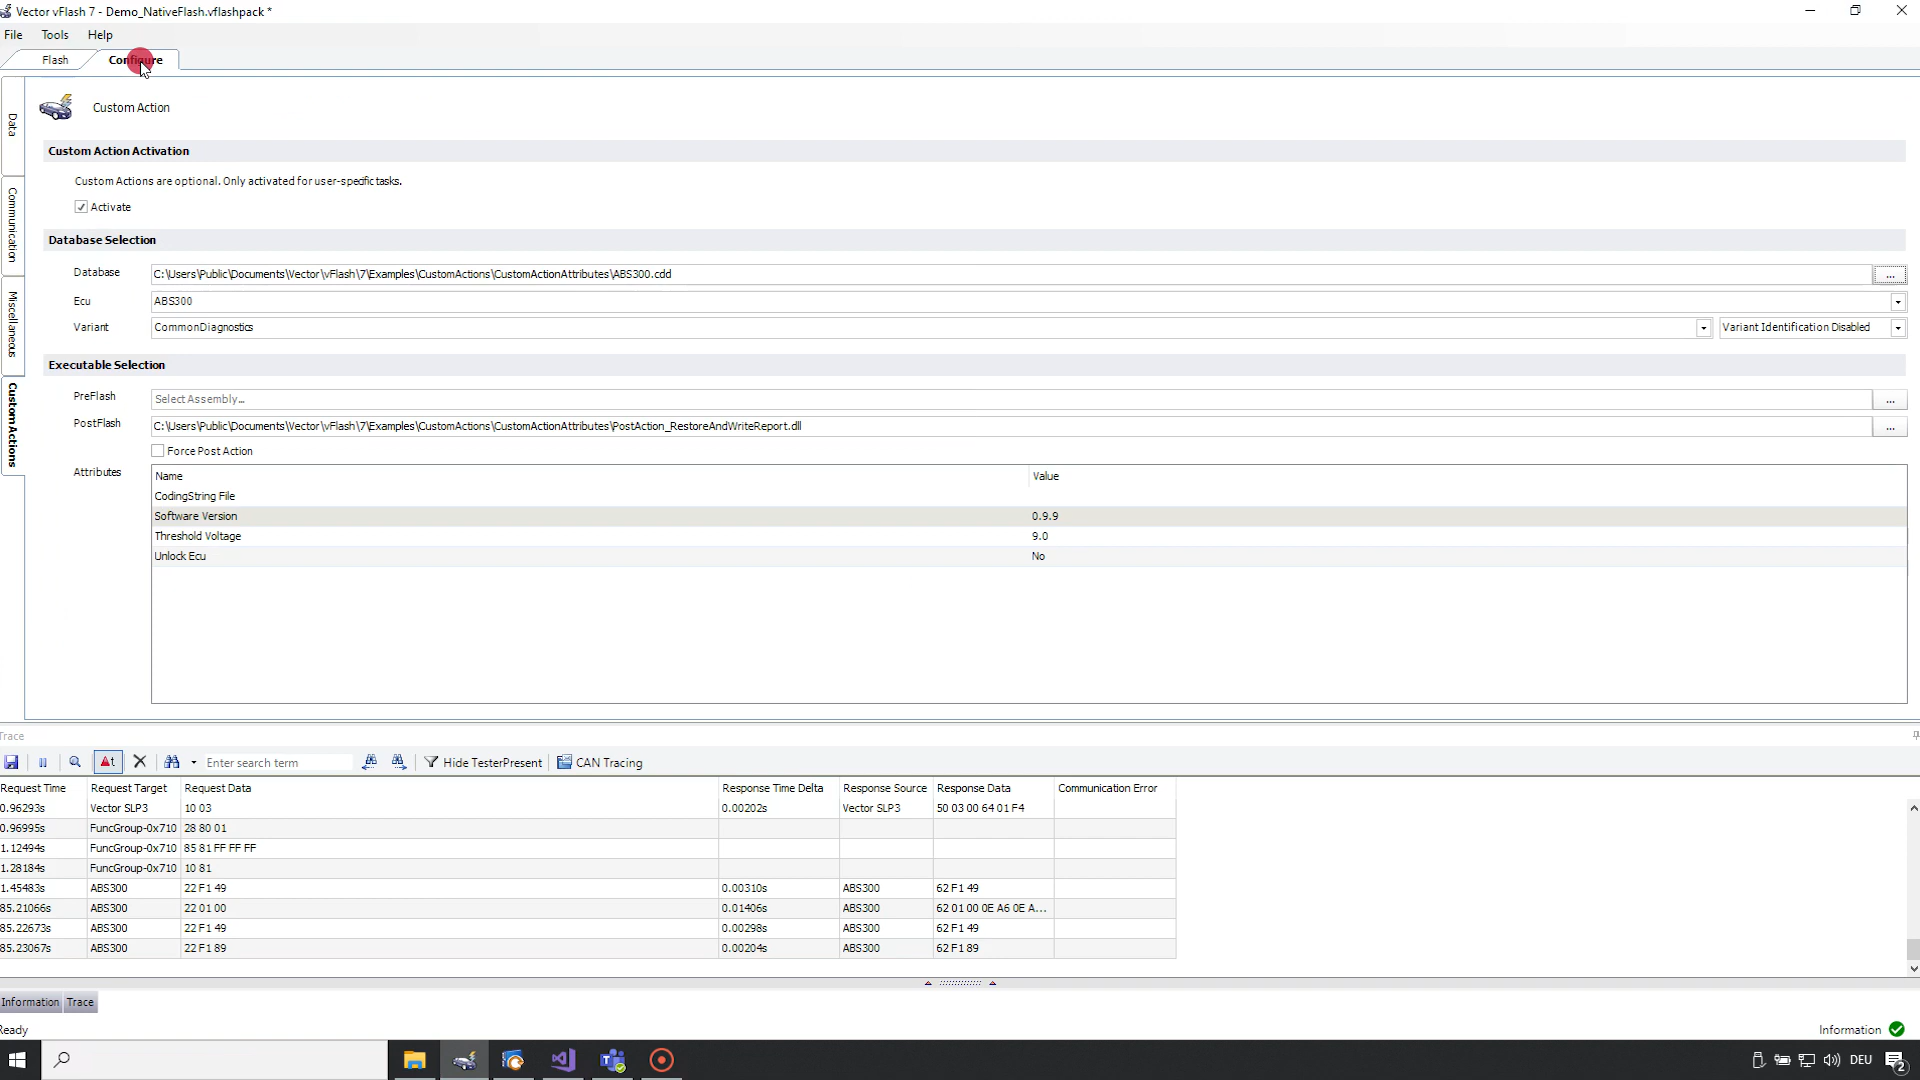 Vector vFlash 7 - Demo_NativeFlash.vflashpack *
File Tools Help
Flash Configure
Data
Communication
Miscellaneous
Custom Actions
Custom Action
Custom Action Activation
Custom Actions are optional. Only activated for user-specific tasks.
Activate
Database Selection
Database C:\Users\Public\Documents\Vector\vFlash\7\Examples\CustomActions\CustomActionAttributes\ABS300.cdd ...
Ecu ABS300
Variant CommonDiagnostics Variant Identification Disabled
Executable Selection
PreFlash Select Assembly... ...
PostFlash C:\Users\Public\Documents\Vector\vFlash\7\Examples\CustomActions\CustomActionAttributes\PostAction_RestoreAndWriteReport.dll ...
Force Post Action
Attributes Name Value
CodingString File
Software Version 0.9.9
Threshold Voltage 9.0
Unlock Ecu No
Trace
Δt Enter search term Hide TesterPresent CAN Tracing
Request Time Request Target Request Data Response Time Delta Response Source Response Data Communication Error
0.96293s Vector SLP3 10 03 0.00202s Vector SLP3 50 03 00 64 01 F4
0.96995s FuncGroup-0x710 28 80 01
1.12494s FuncGroup-0x710 85 81 FF FF FF
1.28184s FuncGroup-0x710 10 81
1.45483s ABS300 22 F1 49 0.00310s ABS300 62 F1 49
85.21066s ABS300 22 01 00 0.01406s ABS300 62 01 00 0E A6 0E A...
85.22673s ABS300 22 F1 49 0.00298s ABS300 62 F1 49
85.23067s ABS300 22 F1 89 0.00204s ABS300 62 F1 89
Information Trace
Ready Information
DEU 2